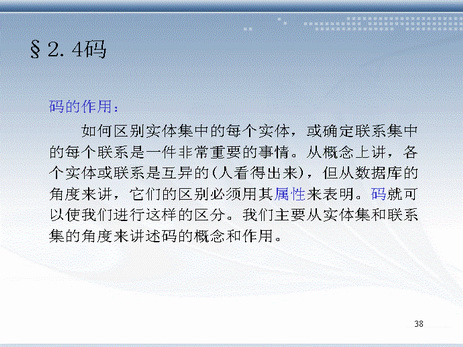 §2.4码
码的作用：
如何区别实体集中的每个实体，或确定联系集中
的每个联系是一件非常重要的事情。从概念上讲，各
个实体或联系是互异的(人看得出来)，但从数据库的
角度来讲，它们的区别必须用其属性来表明。码就可
以使我们进行这样的区分。我们主要从实体集和联系
集的角度来讲述码的概念和作用。
38